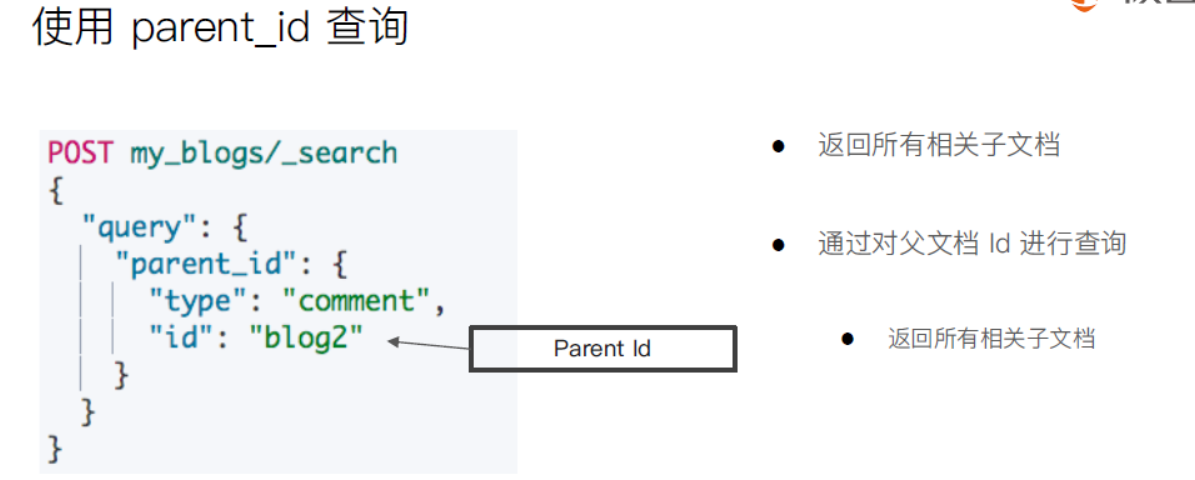 使用 parent_id 查询
POST my_blogs/_search
{
"query": {
"parent_id": {
"type": "comment",
"id": "blog2"
}
}
}
Parent Id
返回所有相关子文档
通过对父文档 Id 进行查询
返回所有相关子文档